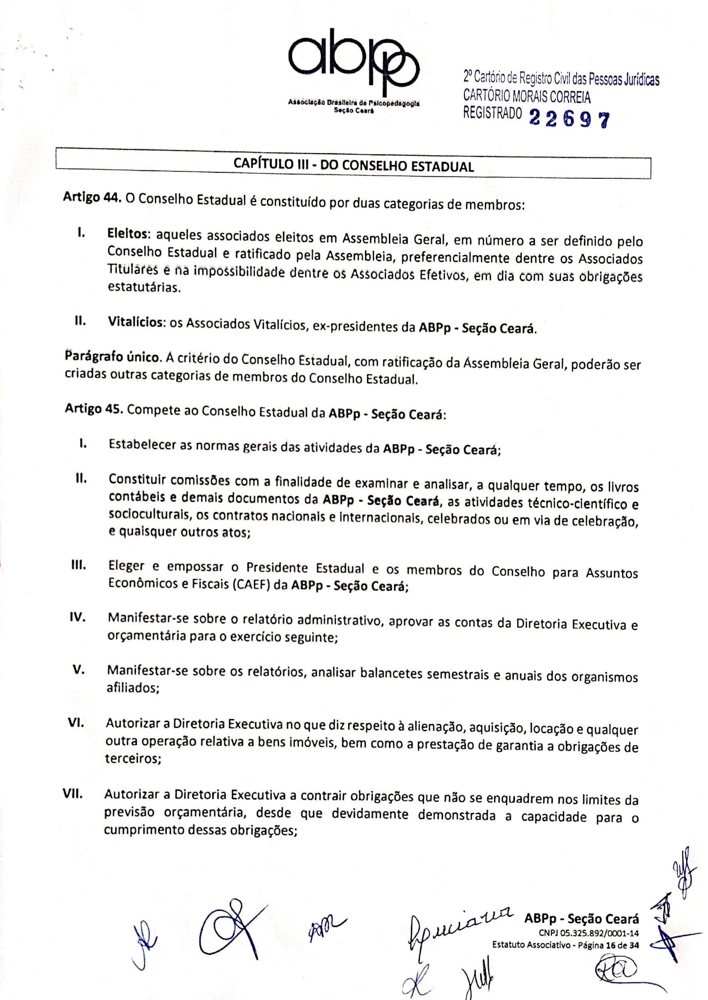 abpp
Associação Brasileira de Psicopedagogia
Seção Ceará
2º Cartório de Registro Civil das Pessoas Jurídicas
CARTÓRIO MORAIS CORREIA
REGISTRADO 22697
CAPÍTULO III - DO CONSELHO ESTADUAL
Artigo 44. O Conselho Estadual é constituído por duas categorias de membros:
I. Eleitos: aqueles associados eleitos em Assembleia Geral, em número a ser definido pelo
Conselho Estadual e ratificado pela Assembleia, preferencialmente dentre os Associados
Titulares e na impossibilidade dentre os Associados Efetivos, em dia com suas obrigações
estatutárias.
II. Vitalícios: os Associados Vitalícios, ex-presidentes da ABPp - Seção Ceará.
Parágrafo único. A critério do Conselho Estadual, com ratificação da Assembleia Geral, poderão ser
criadas outras categorias de membros do Conselho Estadual.
Artigo 45. Compete ao Conselho Estadual da ABPp - Seção Ceará:
I. Estabelecer as normas gerais das atividades da ABPp - Seção Ceará;
II. Constituir comissões com a finalidade de examinar e analisar, a qualquer tempo, os livros
contábeis e demais documentos da ABPp - Seção Ceará, as atividades técnico-científico e
socioculturais, os contratos nacionais e internacionais, celebrados ou em via de celebração,
e quaisquer outros atos;
III. Eleger e empossar o Presidente Estadual e os membros do Conselho para Assuntos
Econômicos e Fiscais (CAEF) da ABPp - Seção Ceará;
IV. Manifestar-se sobre o relatório administrativo, aprovar as contas da Diretoria Executiva e
orçamentária para o exercício seguinte;
V. Manifestar-se sobre os relatórios, analisar balancetes semestrais e anuais dos organismos
afiliados;
VI. Autorizar a Diretoria Executiva no que diz respeito à alienação, aquisição, locação e qualquer
outra operação relativa a bens imóveis, bem como a prestação de garantia a obrigações de
terceiros;
VII. Autorizar a Diretoria Executiva a contrair obrigações que não se enquadrem nos limites da
previsão orçamentária, desde que devidamente demonstrada a capacidade para o
cumprimento dessas obrigações;
ABPp - Seção Ceará
CNPJ 05.325.892/0001-14
Estatuto Associativo - Página 16 de 34